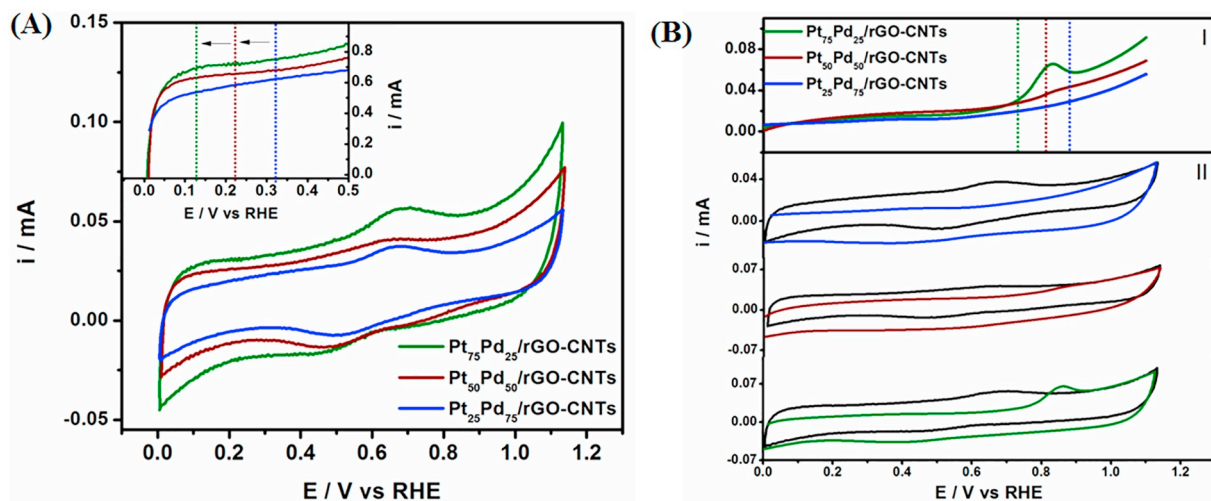 (A)
0.15
0.10
0.05
0.00
-0.05
i / mA
0.0 0.2 0.4 0.6 0.8 1.0 1.2
E / V vs RHE
0.8
0.6
0.4
0.2
0.0
i / mA
0.0 0.1 0.2 0.3 0.4 0.5
E / V vs RHE
Pt₇₅Pd₂₅/rGO-CNTs
Pt₅₀Pd₅₀/rGO-CNTs
Pt₂₅Pd₇₅/rGO-CNTs
(B)
I
0.08
0.04
0.00
Pt₇₅Pd₂₅/rGO-CNTs
Pt₅₀Pd₅₀/rGO-CNTs
Pt₂₅Pd₇₅/rGO-CNTs
II
0.04
0.00
0.07
0.00
-0.07
0.07
0.00
-0.07
i / mA
0.0 0.2 0.4 0.6 0.8 1.0 1.2
E / V vs RHE